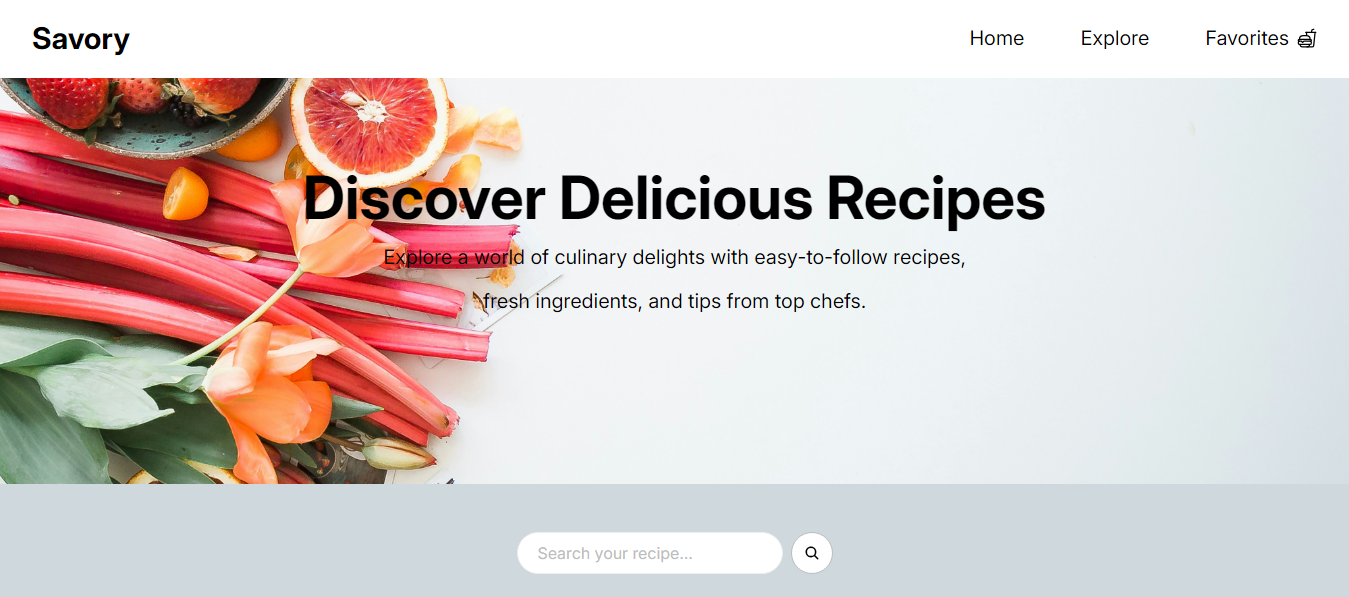 Savory
Home Explore Favorites
Discover Delicious Recipes
Explore a world of culinary delights with easy-to-follow recipes,
fresh ingredients, and tips from top chefs.
Search your recipe...